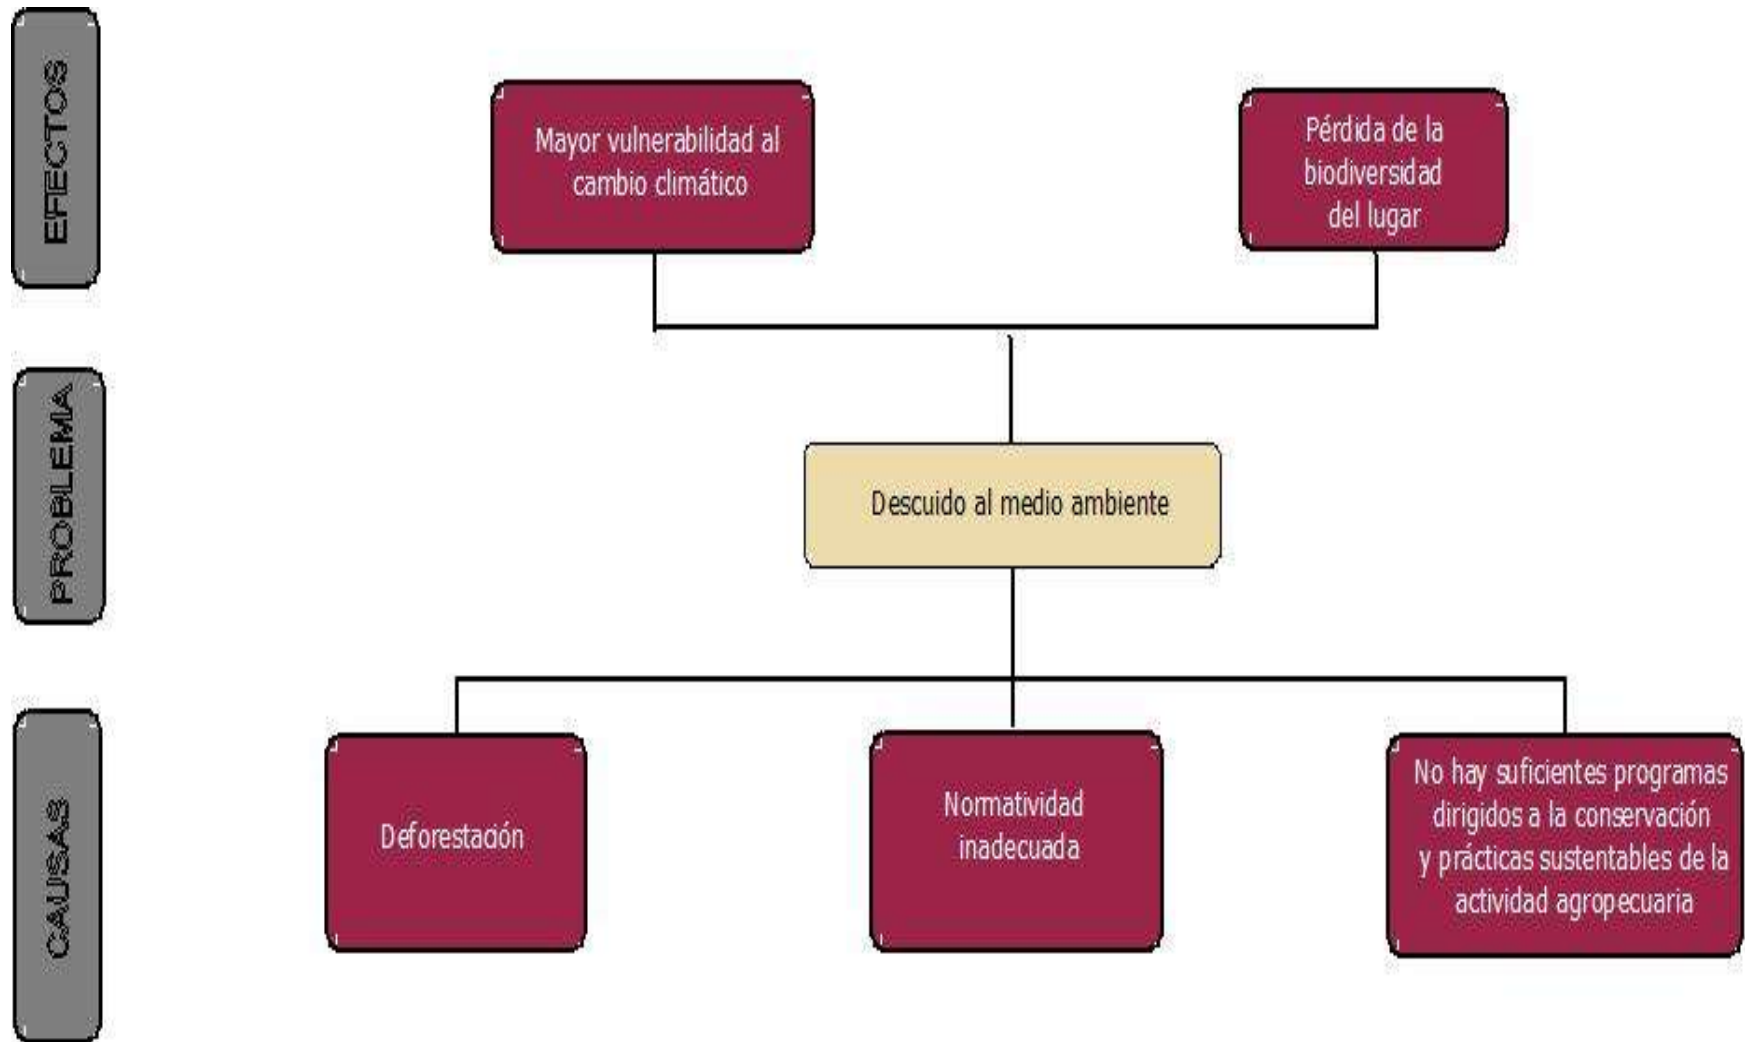 EFECTOS
Mayor vulnerabilidad al
cambio climático
Pérdida de la
biodiversidad
del lugar
PROBLEMA
Descuido al medio ambiente
CAUSAS
Deforestación
Normatividad
inadecuada
No hay suficientes programas
dirigidos a la conservación
y prácticas sustentables de la
actividad agropecuaria